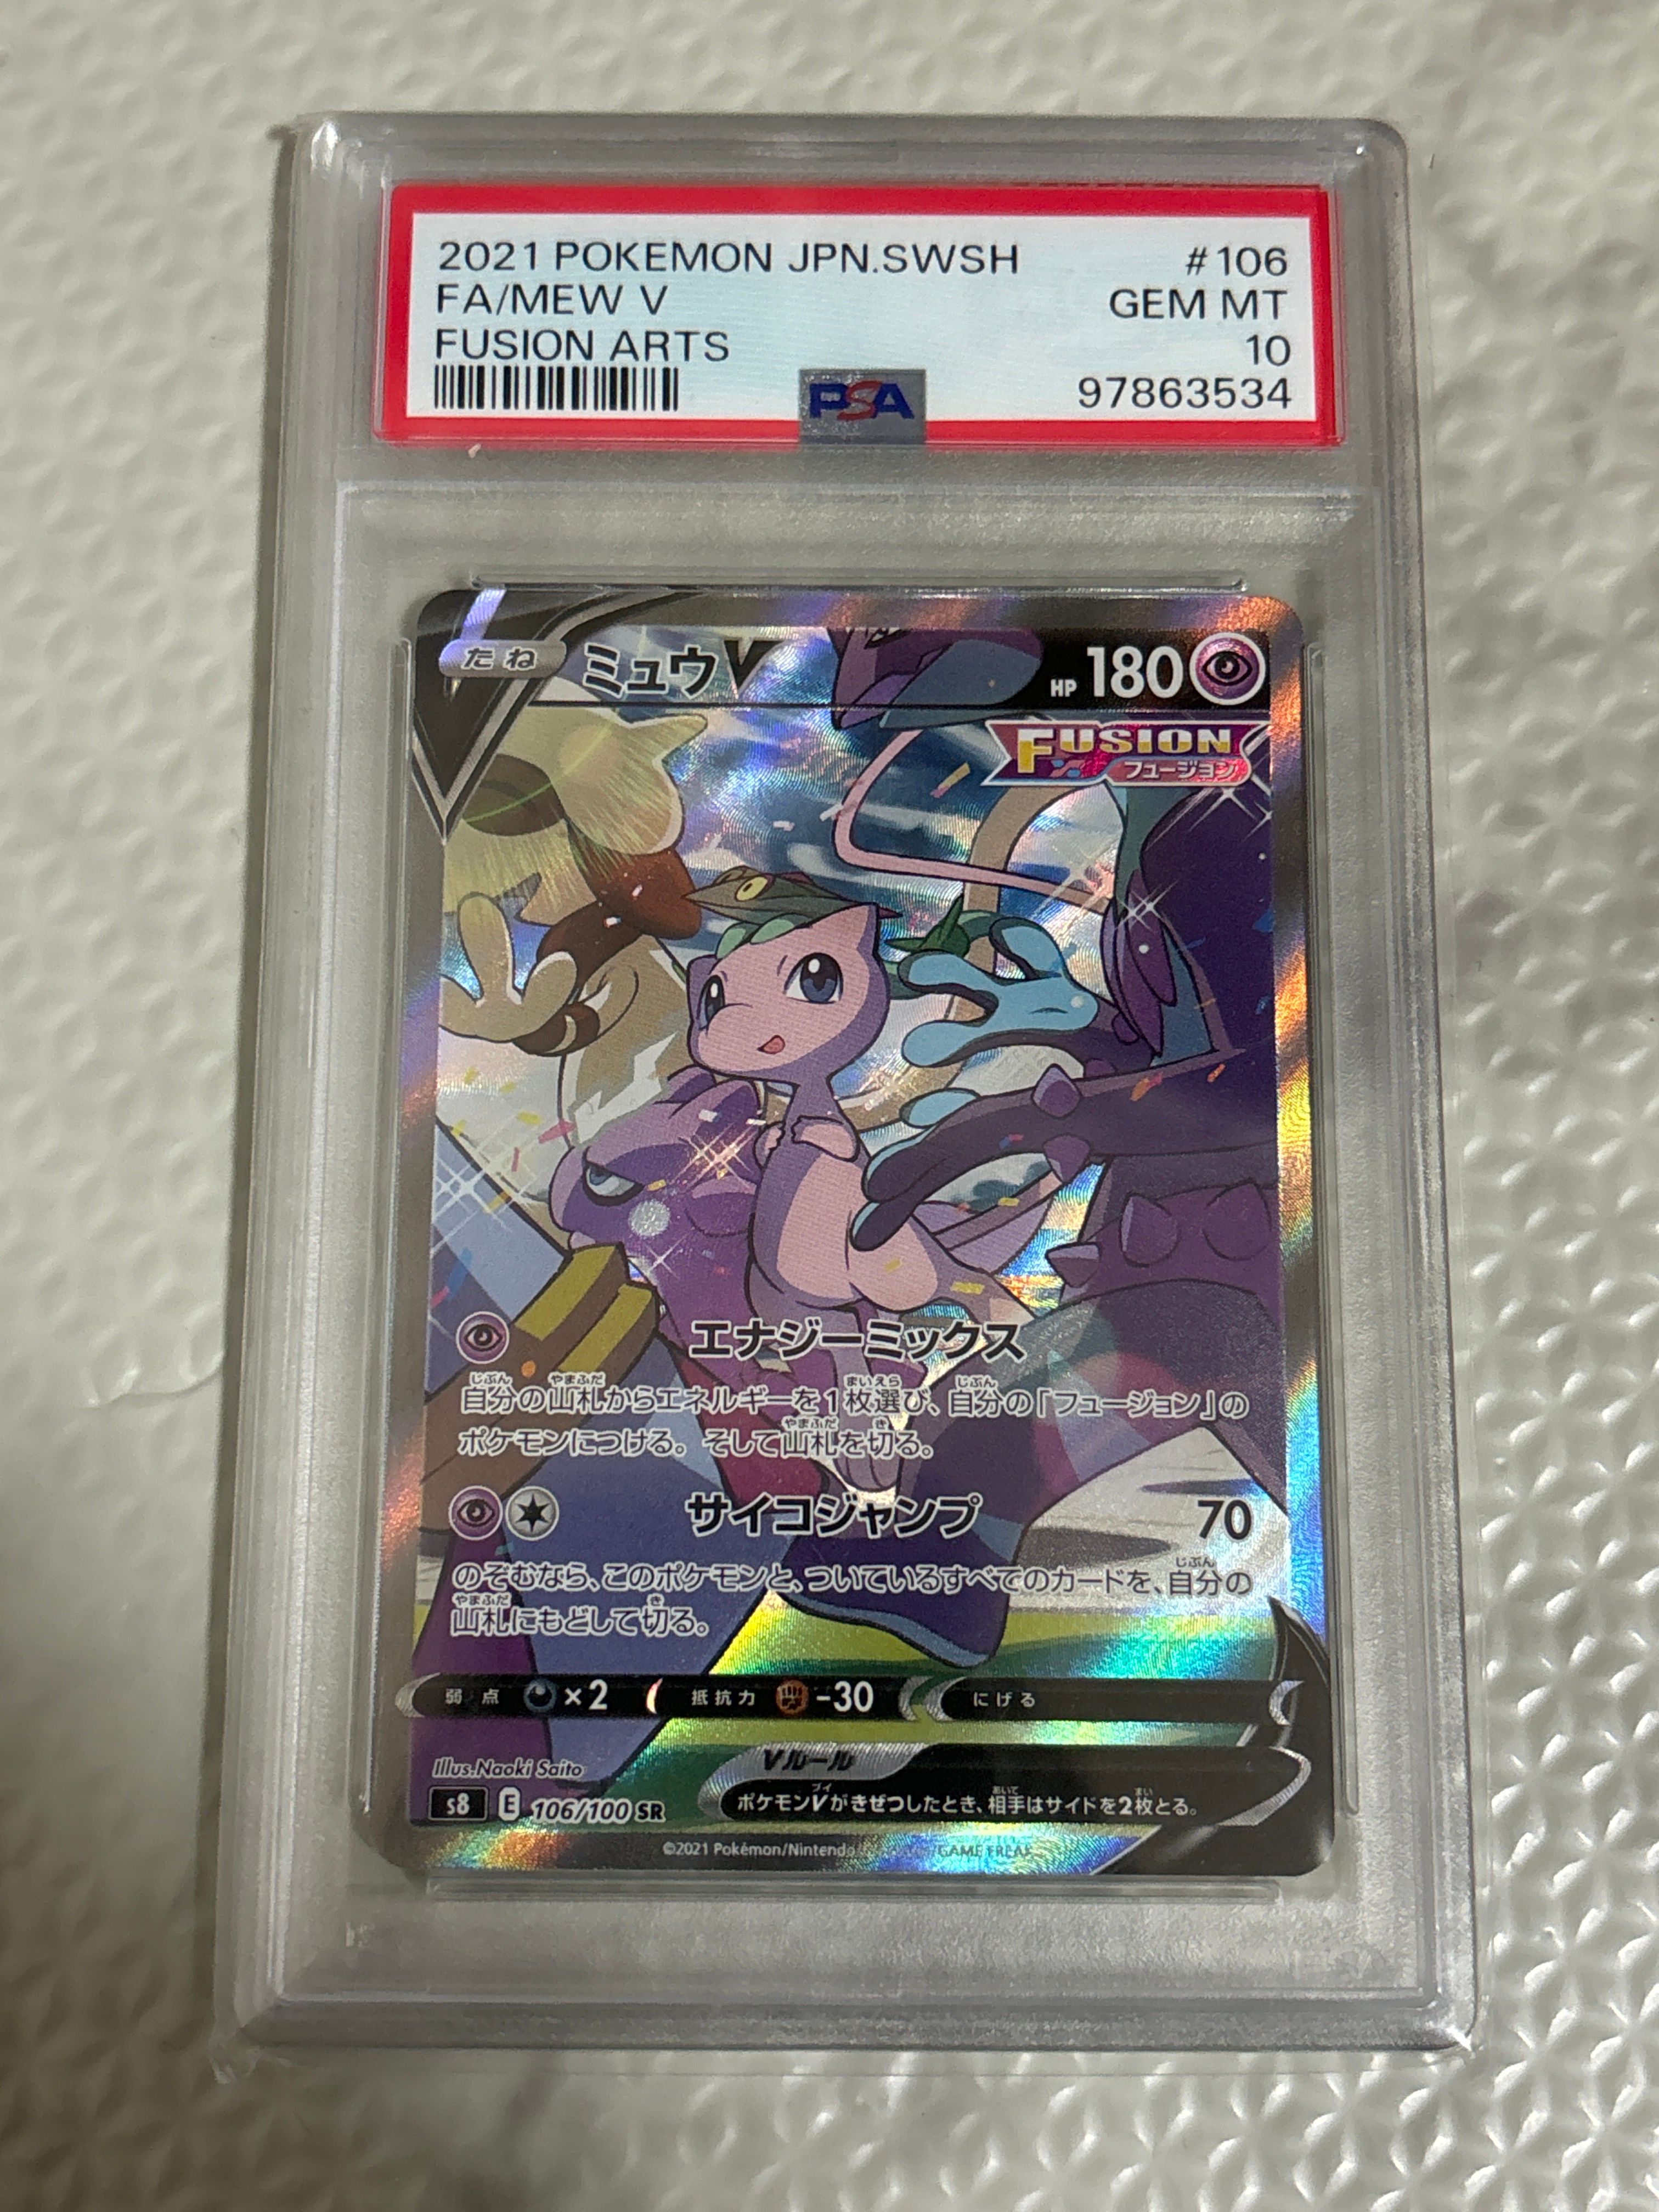 2021 POKEMON JPN.SWSH #106
FA/MEW V GEM MT
FUSION ARTS 10
PSA 97863534
たね ミュウV HP 180
FUSION
フュージョン
エナジーミックス
自分の山札からエネルギーを1枚選び、自分の「フュージョン」の
ポケモンにつける。そして山札を切る。
サイコジャンプ 70
のぞむなら、このポケモンと、ついているすべてのカードを、自分の
山札にもどして切る。
弱点 ×2 抵抗力 -30 にげる
Illus.Naoki Saito
Vルール
ポケモンVがきぜつしたとき、相手はサイドを2枚とる。
s8 E 106/100 SR
©2021 Pokémon/Nintendo/GAME FREAK